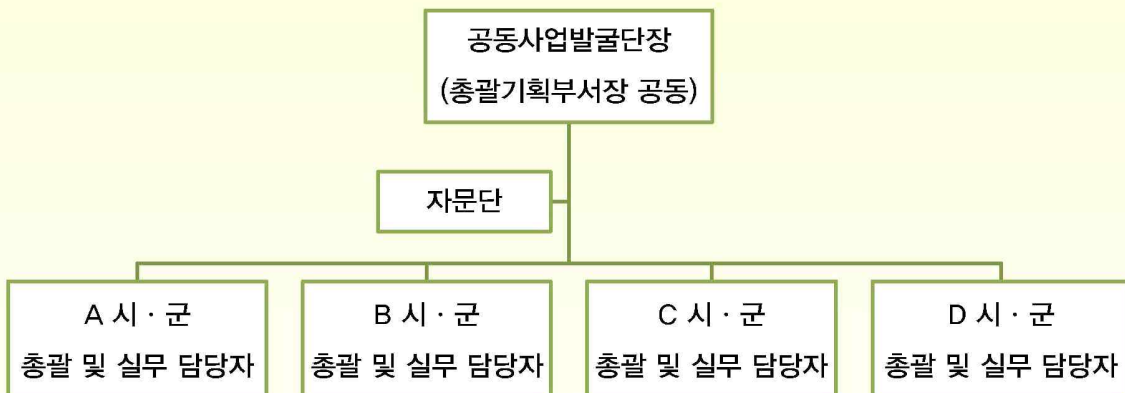 공동사업발굴단장
(총괄기획부서장 공동)
자문단
A 시 · 군
총괄 및 실무 담당자
B 시 · 군
총괄 및 실무 담당자
C 시 · 군
총괄 및 실무 담당자
D 시 · 군
총괄 및 실무 담당자